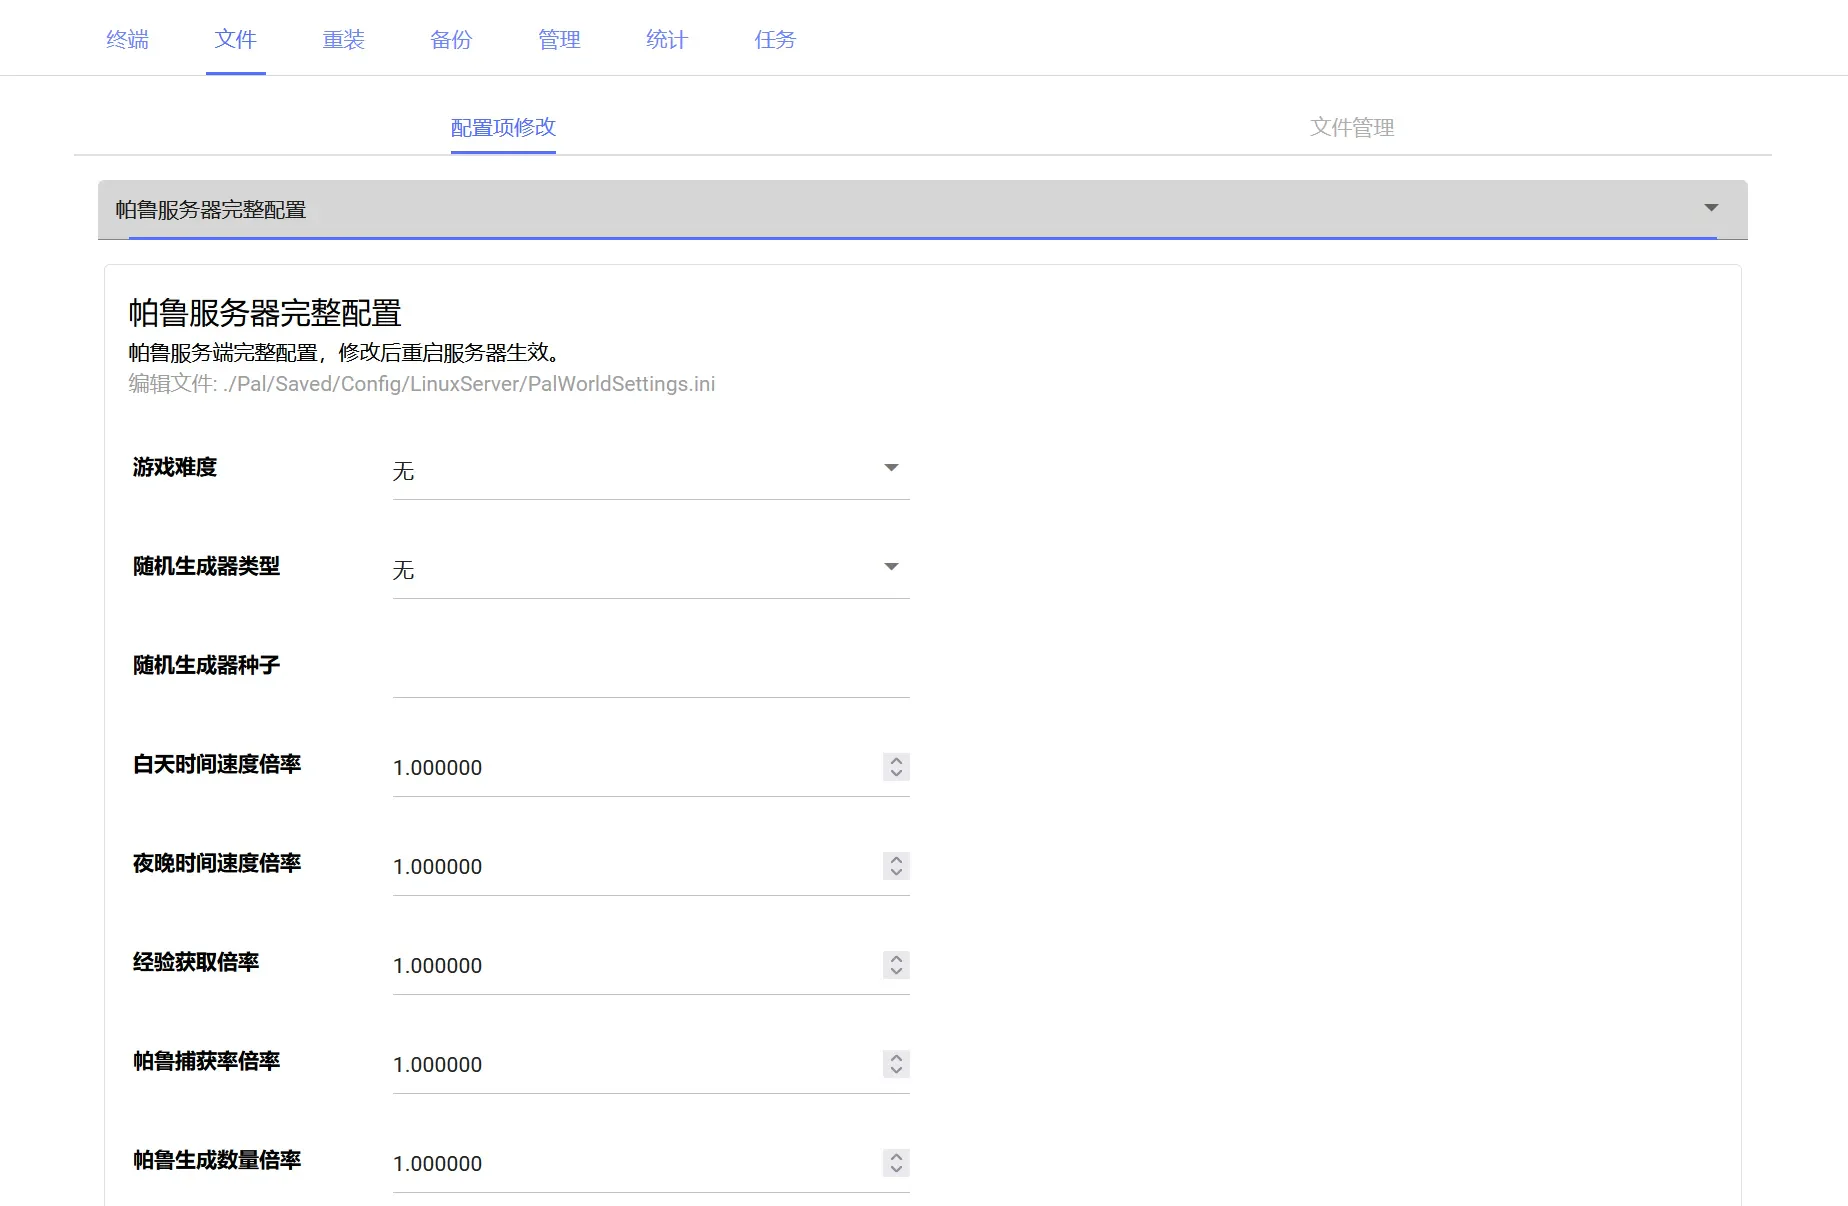 终端 文件 重装 备份 管理 统计 任务
配置项修改 文件管理
帕鲁服务器完整配置
帕鲁服务器完整配置
帕鲁服务端完整配置，修改后重启服务器生效。
编辑文件: ./Pal/Saved/Config/LinuxServer/PalWorldSettings.ini
游戏难度 无
随机生成器类型 无
随机生成器种子
白天时间速度倍率 1.000000
夜晚时间速度倍率 1.000000
经验获取倍率 1.000000
帕鲁捕获率倍率 1.000000
帕鲁生成数量倍率 1.000000